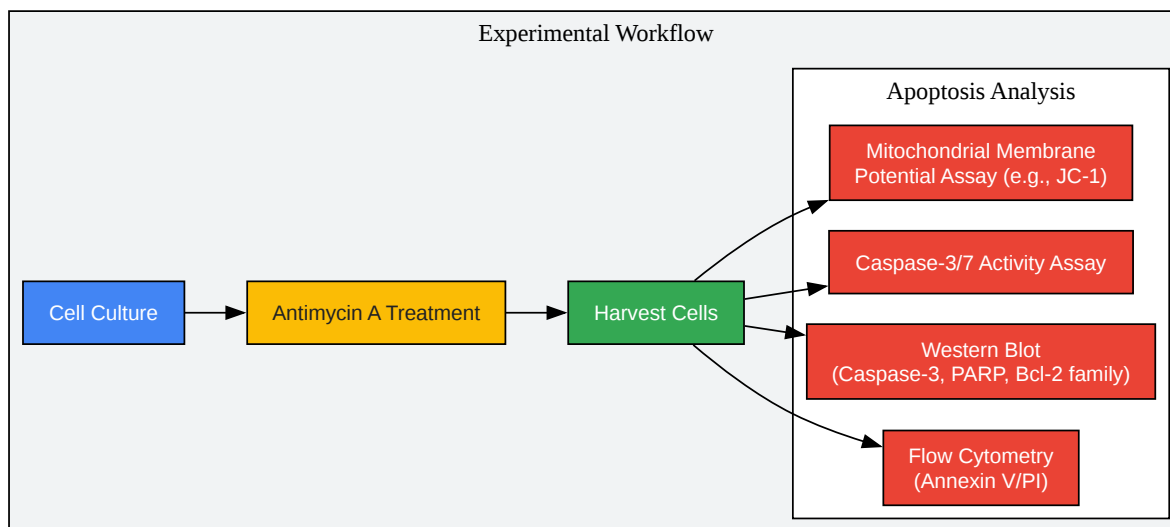 Experimental Workflow
Apoptosis Analysis
Mitochondrial Membrane
Potential Assay (e.g., JC-1)
Caspase-3/7 Activity Assay
Cell Culture
Antimycin A Treatment
Harvest Cells
Western Blot
(Caspase-3, PARP, Bcl-2 family)
Flow Cytometry
(Annexin V/PI)